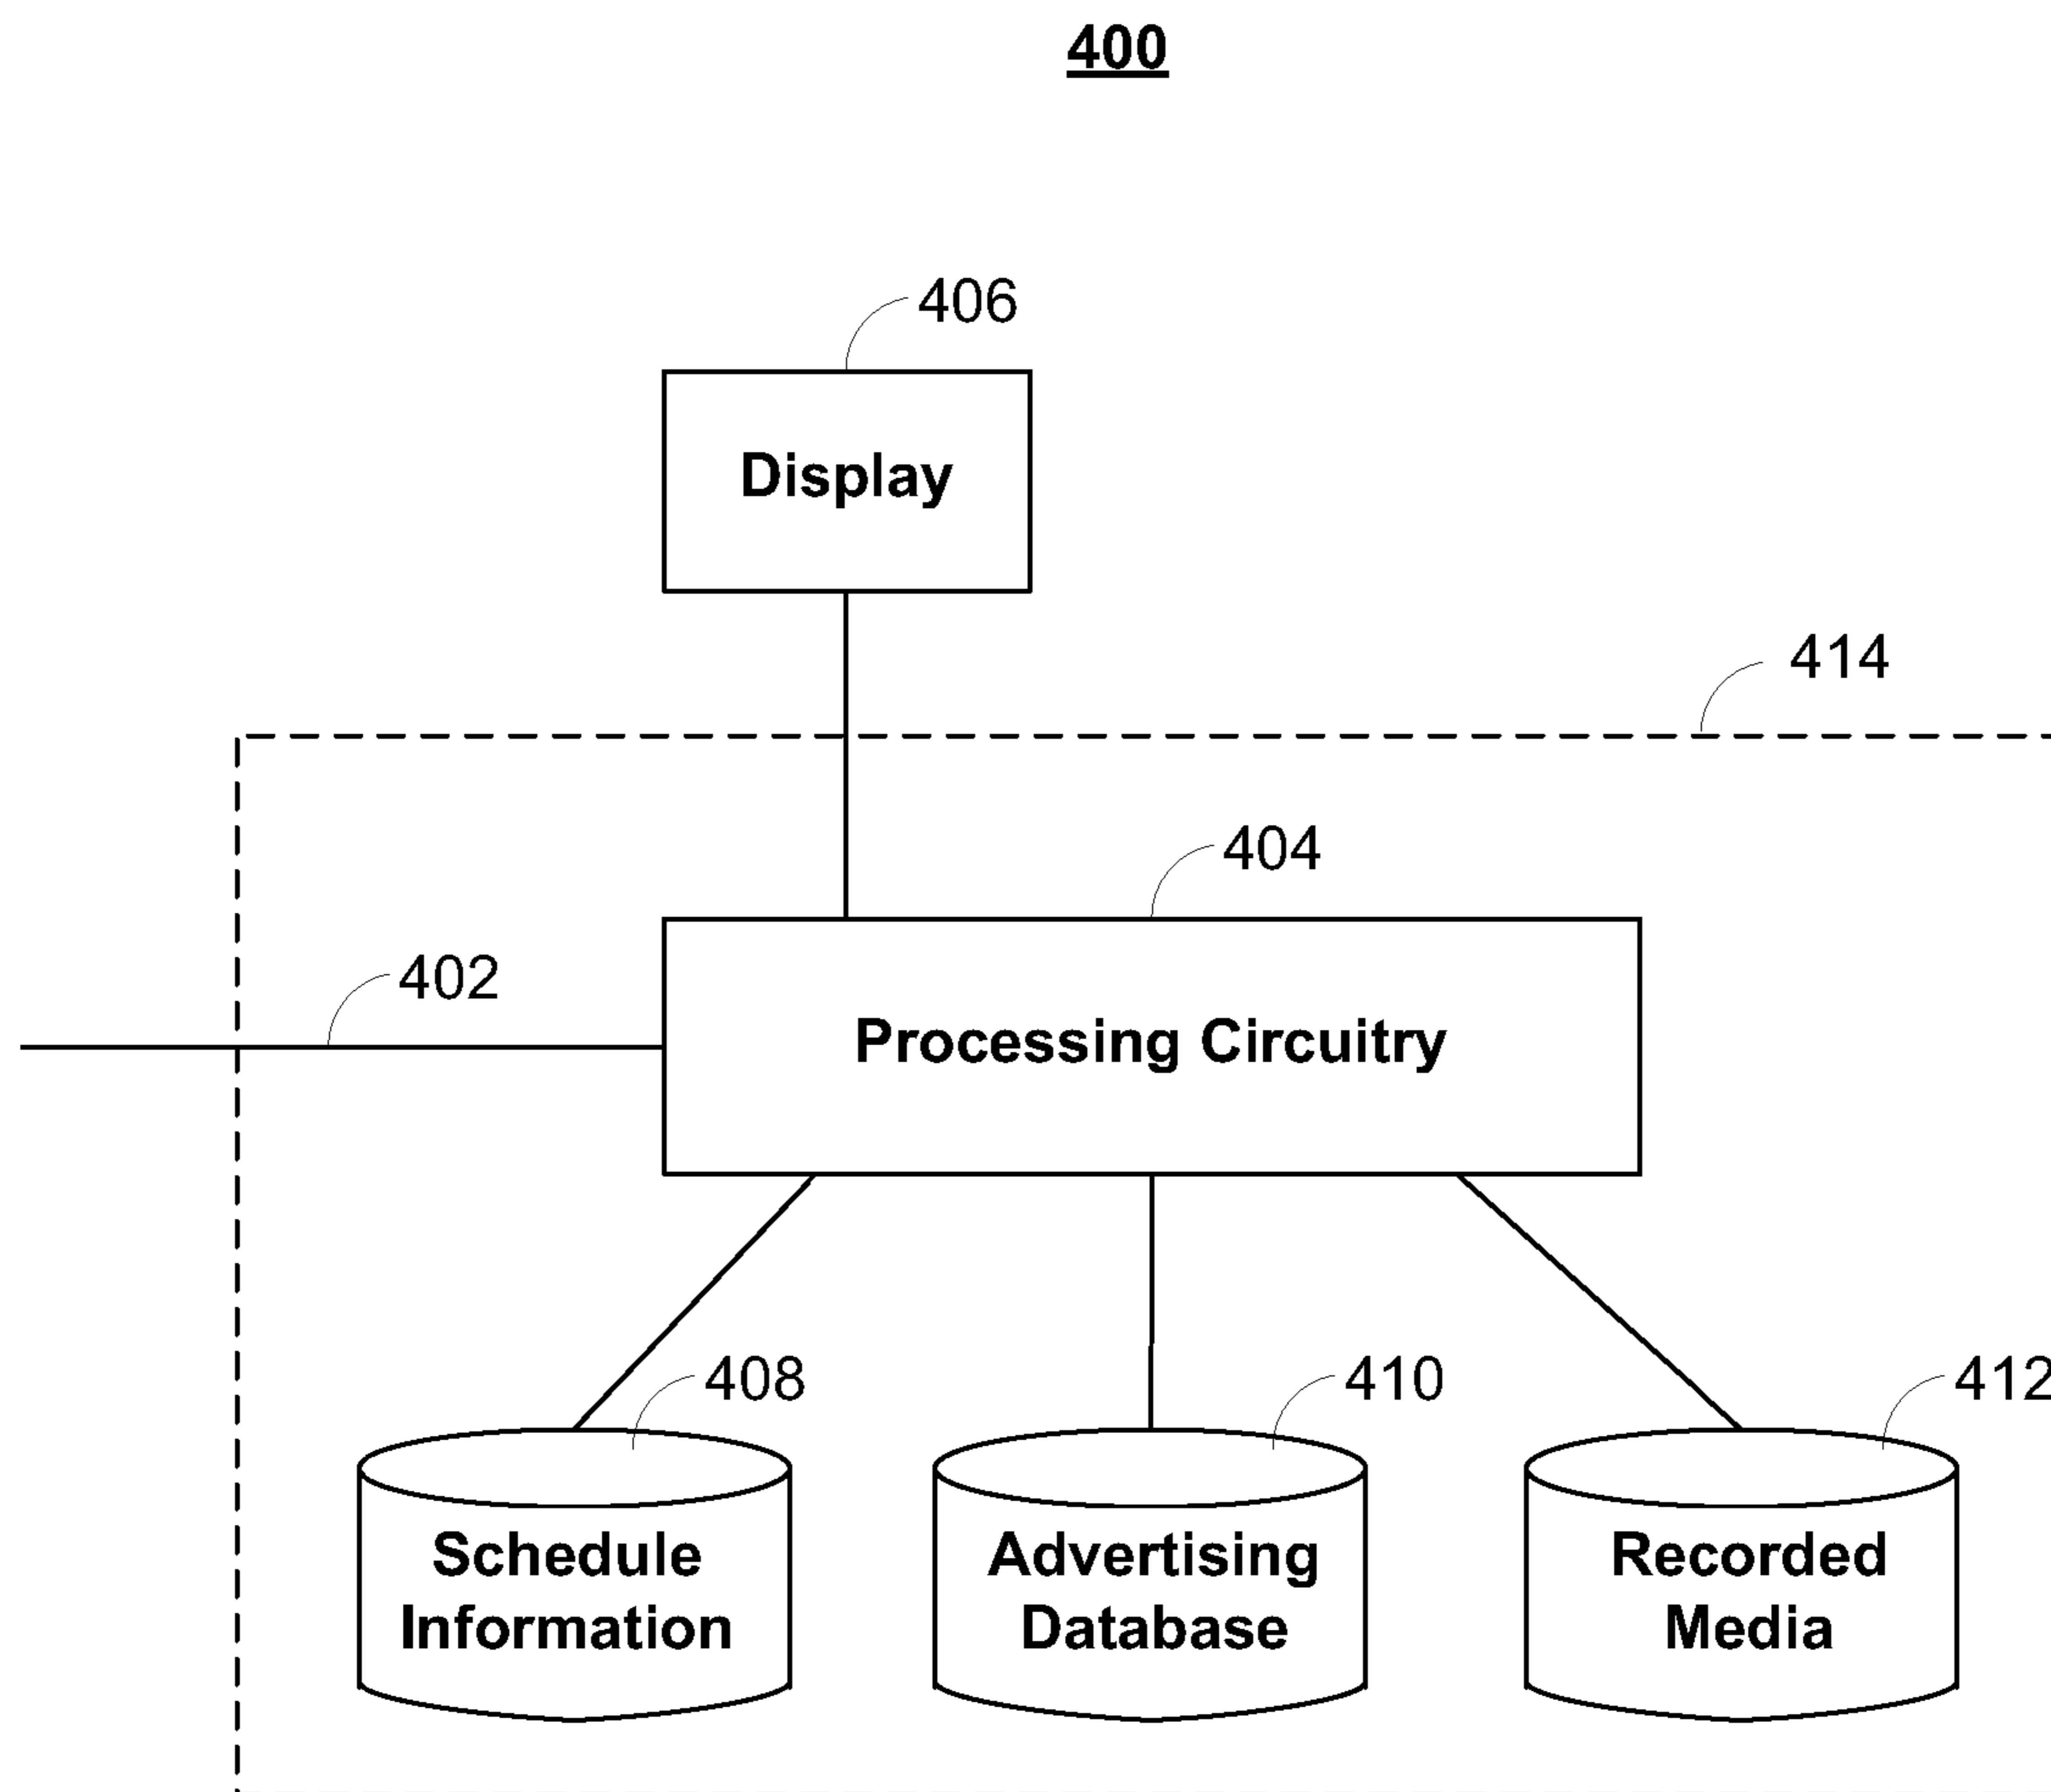 400
406
Display
414
404
402
Processing Circuitry
408
410
412
Schedule
Information
Advertising
Database
Recorded
Media